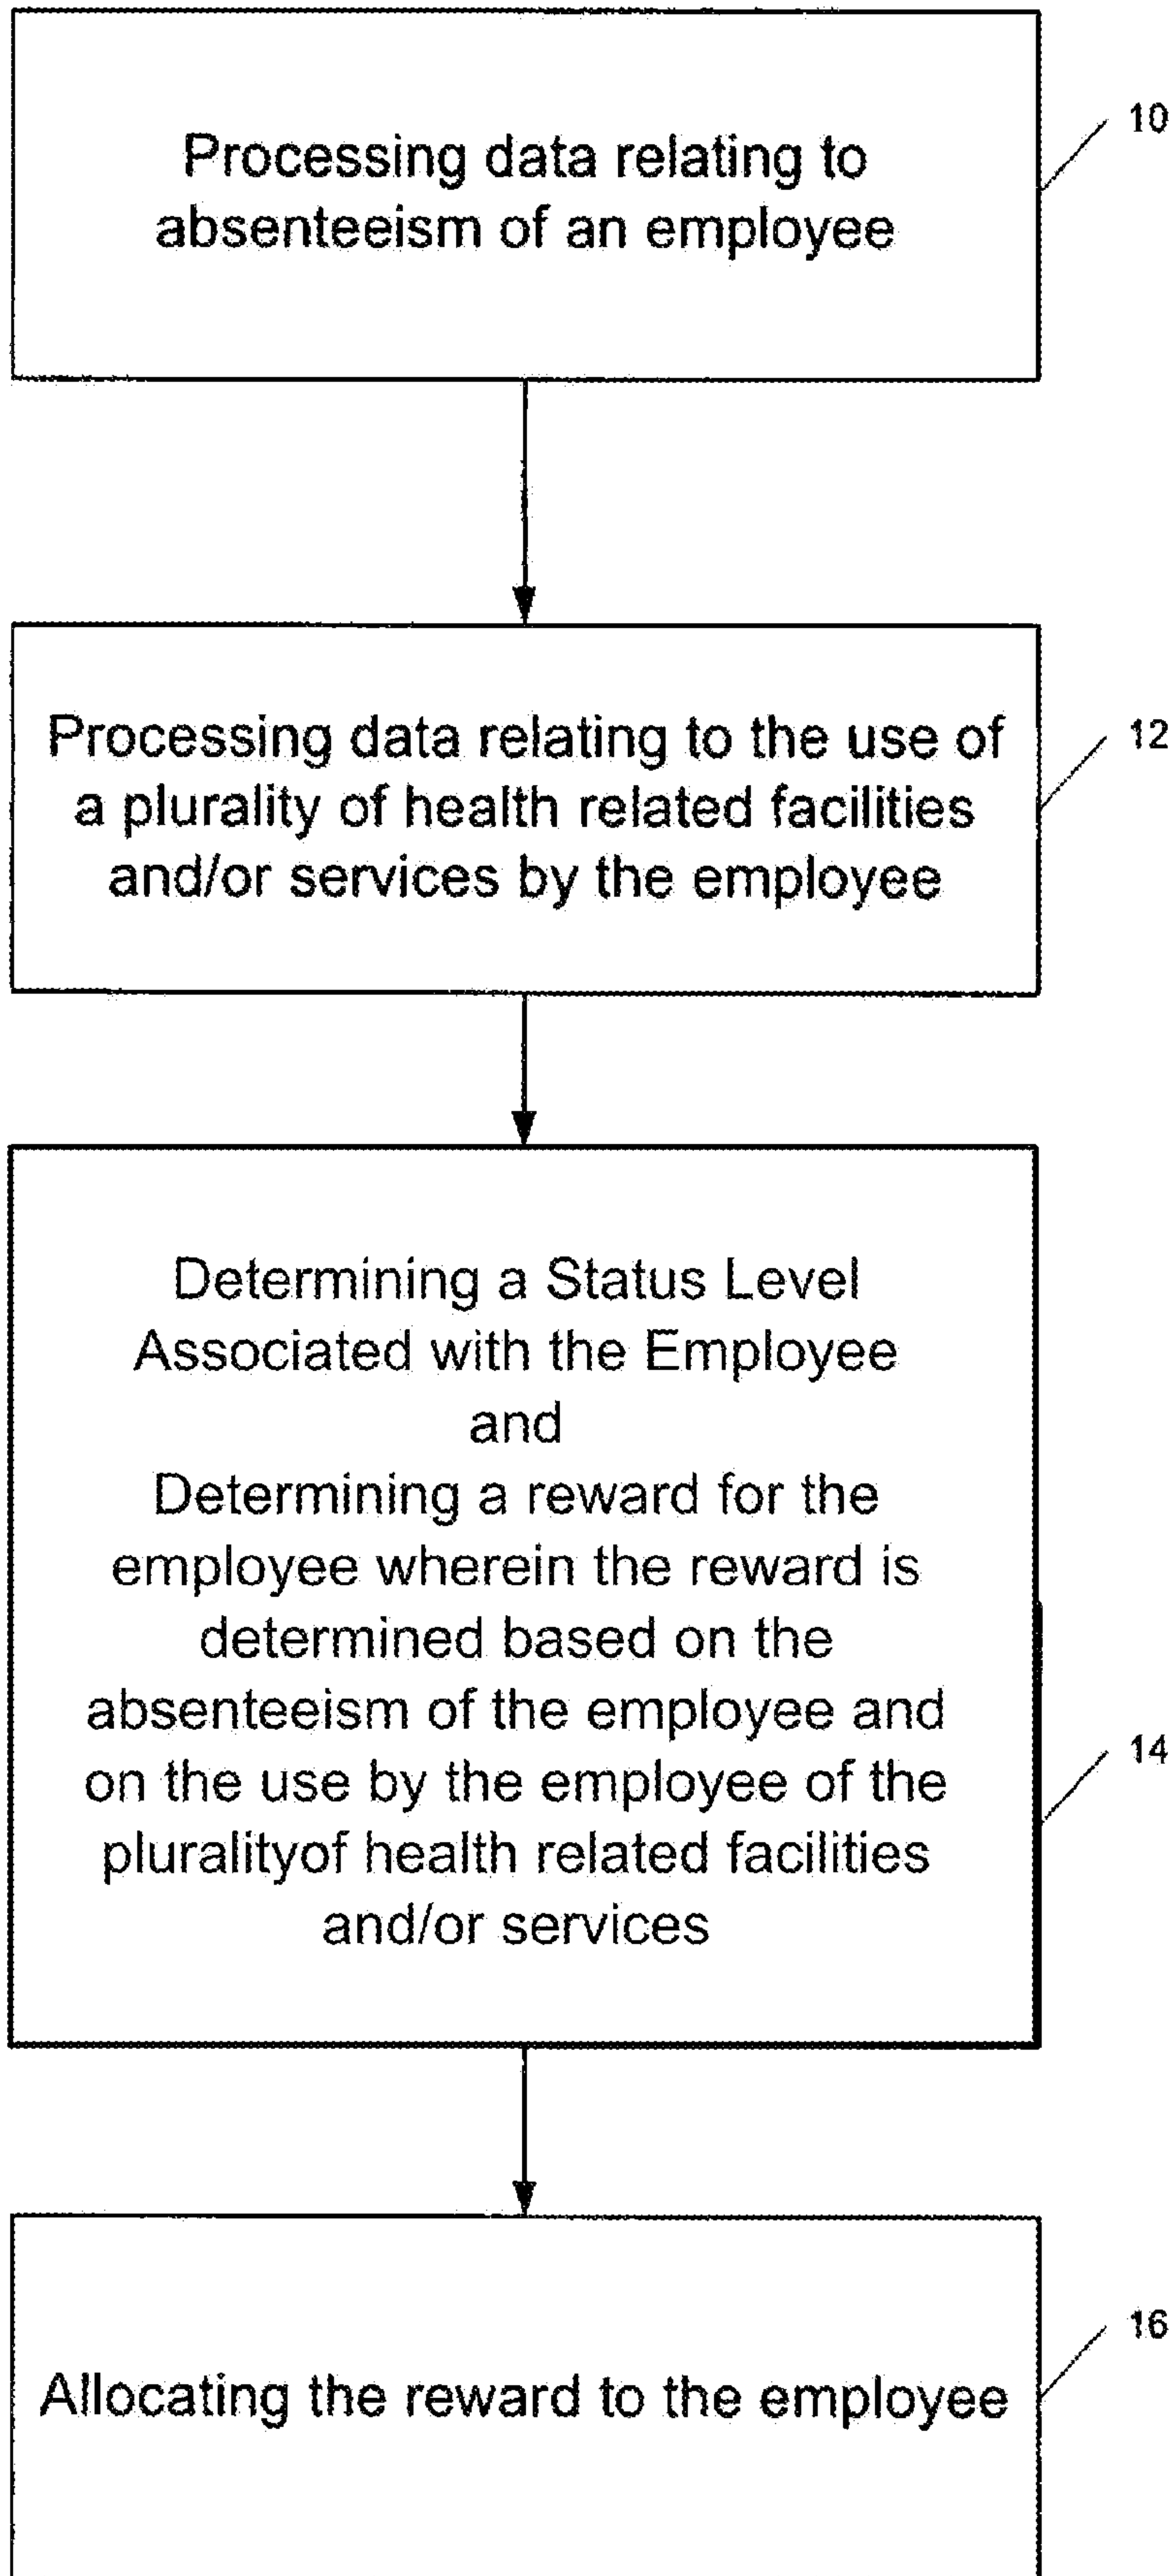 Processing data relating to
absenteeism of an employee
10
Processing data relating to the use of
a plurality of health related facilities
and/or services by the employee
12
Determining a Status Level
Associated with the Employee
and
Determining a reward for the
employee wherein the reward is
determined based on the
absenteeism of the employee and
on the use by the employee of the
pluralityof health related facilities
and/or services
14
Allocating the reward to the employee
16